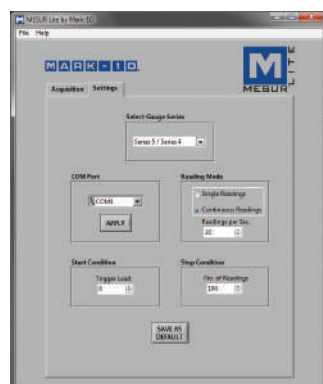 MESUR Lite by Mark-10
File Help
MARK-10
M
LITE
MESUR
Acquisition Settings
Select Gauge Series
Series 5 / Series 4
COM Port
COM1
APPLY
Reading Mode
Single Readings
Continuous Readings
Readings per Sec.
10
Start Condition
Trigger Load
0
Stop Condition
No. of Readings
100
SAVE AS
DEFAULT